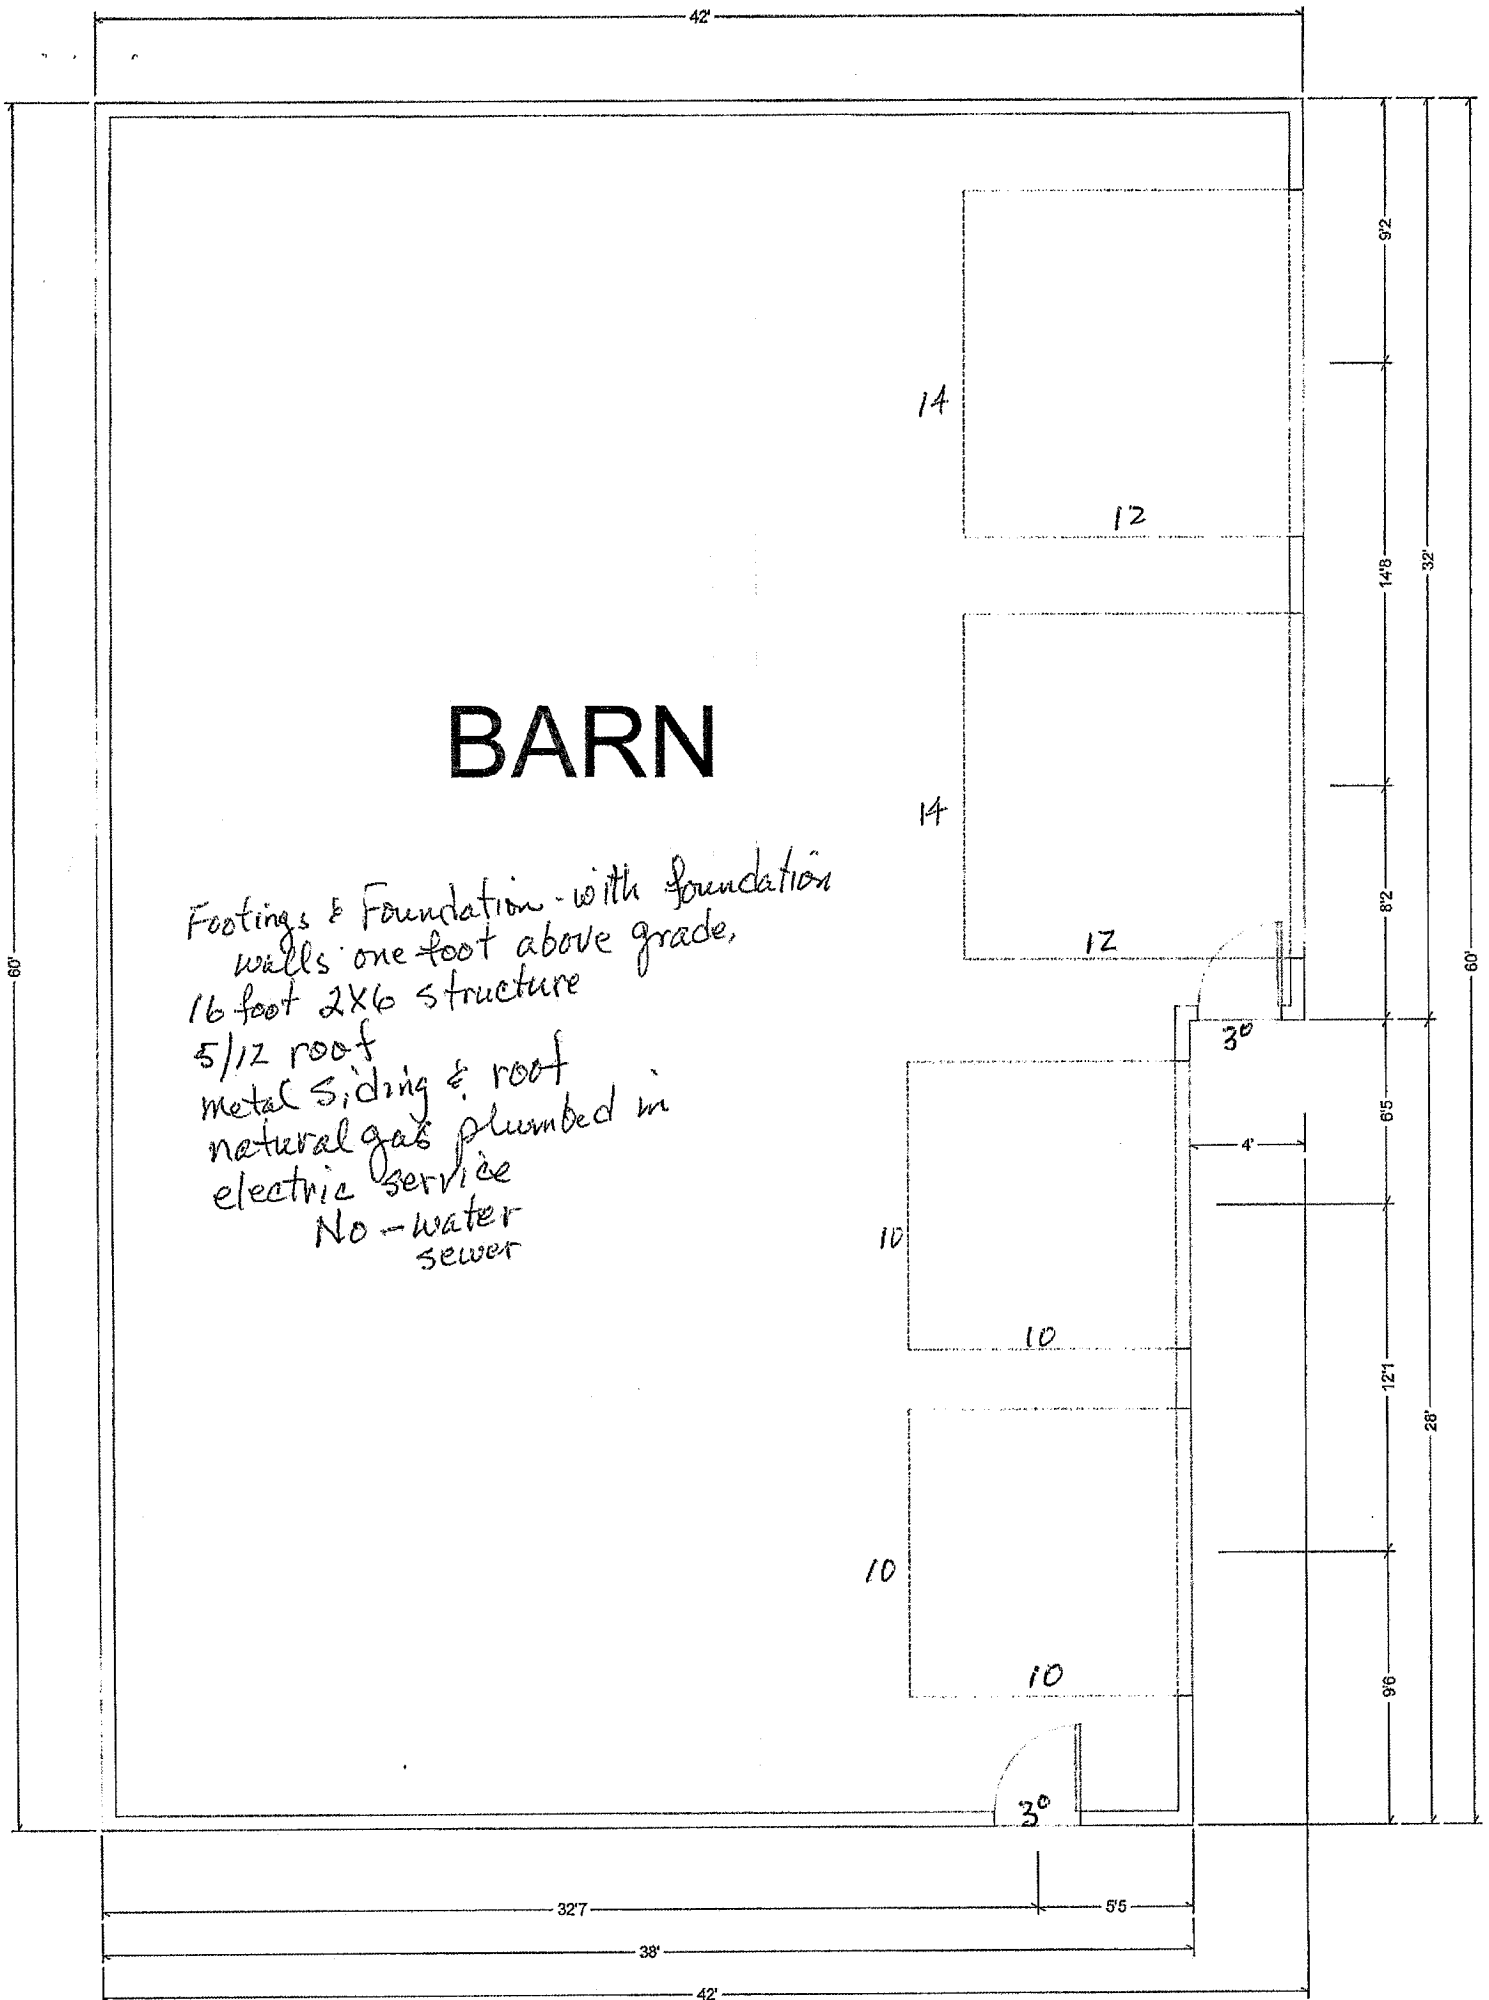 42'
9'2
14
12
14'8
32'
BARN
14
8'2
12
60'
60'
Footings & Foundation - with foundation
walls one foot above grade,
16 foot 2X6 structure
5/12 roof
metal siding & roof
natural gas plumbed in
electric service
No - water
sewer
3⁰
6'5
4'
10
10
12'1
28'
10
10
9'6
3⁰
32'7
5'5
38'
42'